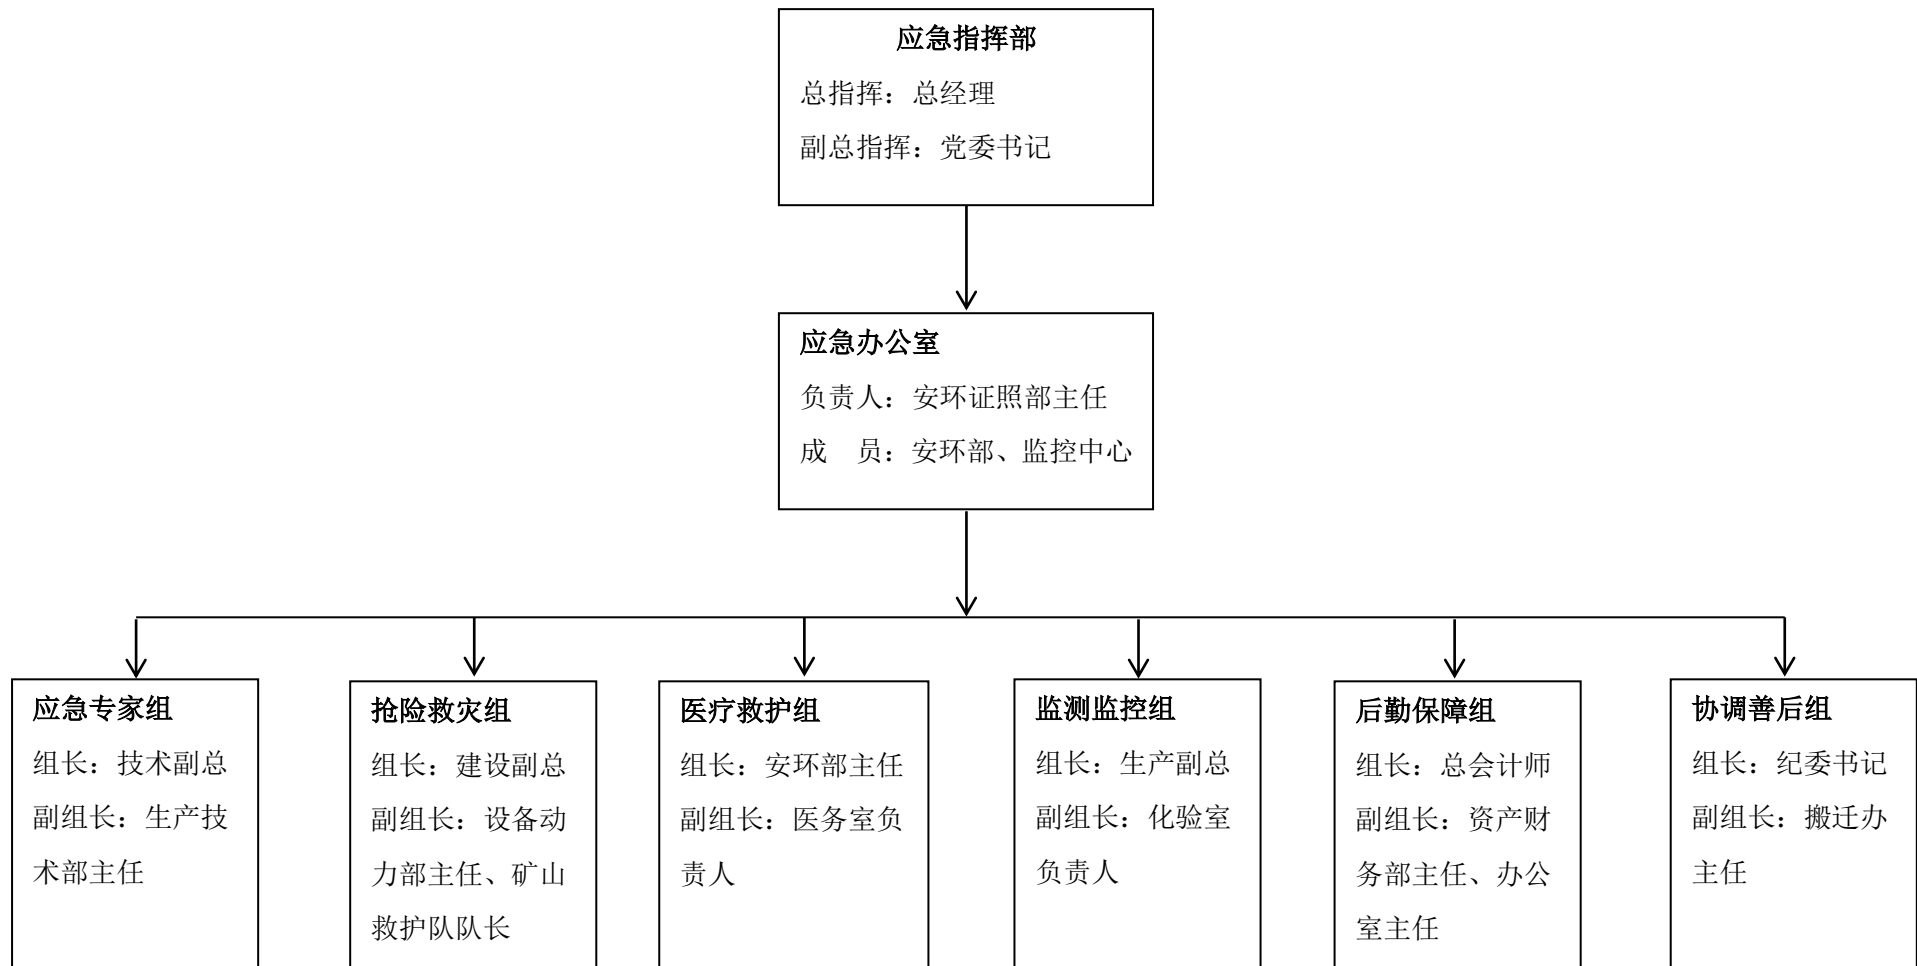 应急指挥部
总指挥：总经理
副总指挥：党委书记
应急办公室
负责人：安环证照部主任
成　员：安环部、监控中心
应急专家组
组长：技术副总
副组长：生产技
术部主任
抢险救灾组
组长：建设副总
副组长：设备动
力部主任、矿山
救护队队长
医疗救护组
组长：安环部主任
副组长：医务室负
责人
监测监控组
组长：生产副总
副组长：化验室
负责人
后勤保障组
组长：总会计师
副组长：资产财
务部主任、办公
室主任
协调善后组
组长：纪委书记
副组长：搬迁办
主任